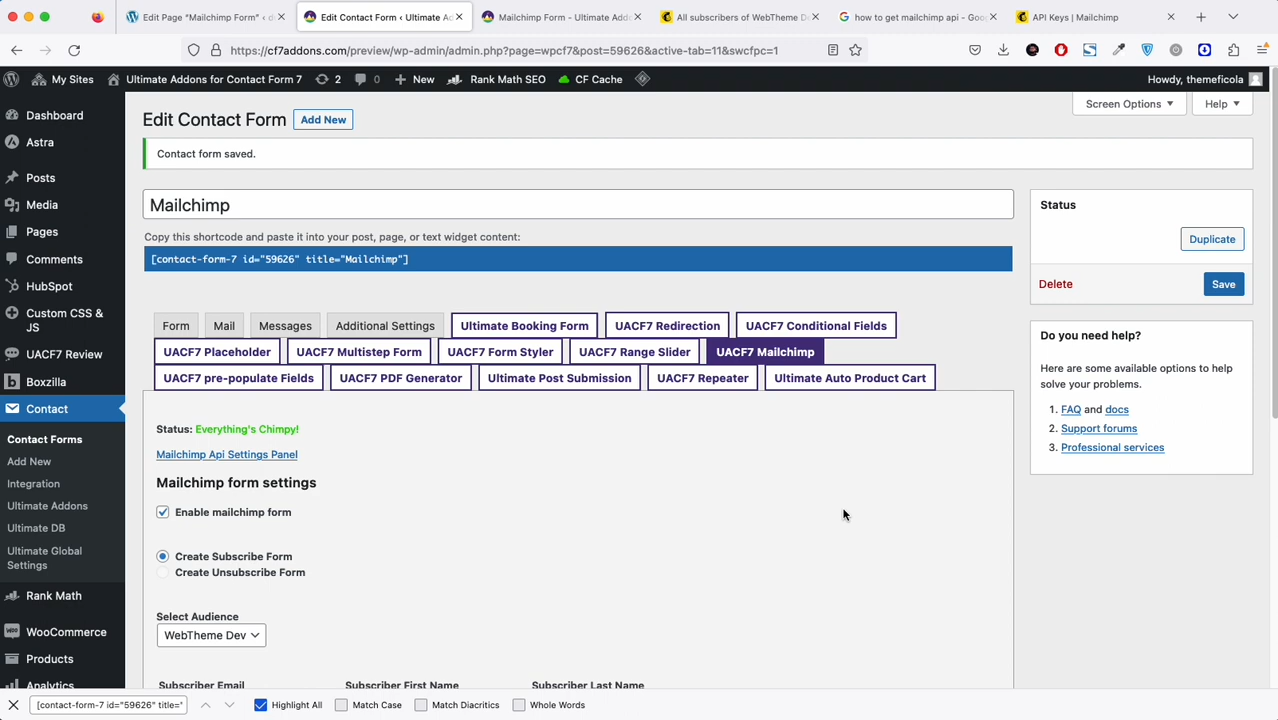 Edit Page “Mailchimp Form” ‹ d
Edit Contact Form ‹ Ultimate Ad
Mailchimp Form - Ultimate Addo
All subscribers of WebTheme De
how to get mailchimp api - Goo
API Keys | Mailchimp
https://cf7addons.com/preview/wp-admin/admin.php?page=wpcf7&post=59626&active-tab=11&swcfpc=1
My Sites
Ultimate Addons for Contact Form 7
2
0
New
Rank Math SEO
CF Cache
Howdy, themeficola
Dashboard
Astra
Posts
Media
Pages
Comments
HubSpot
Custom CSS &
JS
UACF7 Review
Boxzilla
Contact
Contact Forms
Add New
Integration
Ultimate Addons
Ultimate DB
Ultimate Global
Settings
Rank Math
WooCommerce
Products
Analytics
Screen Options
Help
Edit Contact Form
Add New
Contact form saved.
Mailchimp
Copy this shortcode and paste it into your post, page, or text widget content:
[contact-form-7 id="59626" title="Mailchimp"]
Form
Mail
Messages
Additional Settings
Ultimate Booking Form
UACF7 Redirection
UACF7 Conditional Fields
UACF7 Placeholder
UACF7 Multistep Form
UACF7 Form Styler
UACF7 Range Slider
UACF7 Mailchimp
UACF7 pre-populate Fields
UACF7 PDF Generator
Ultimate Post Submission
UACF7 Repeater
Ultimate Auto Product Cart
Status: Everything's Chimpy!
Mailchimp Api Settings Panel
Mailchimp form settings
Enable mailchimp form
Create Subscribe Form
Create Unsubscribe Form
Select Audience
WebTheme Dev
Subscriber Email
Subscriber First Name
Subscriber Last Name
Status
Duplicate
Delete
Save
Do you need help?
Here are some available options to help
solve your problems.
1. FAQ and docs
2. Support forums
3. Professional services
[contact-form-7 id="59626" title="
Highlight All
Match Case
Match Diacritics
Whole Words